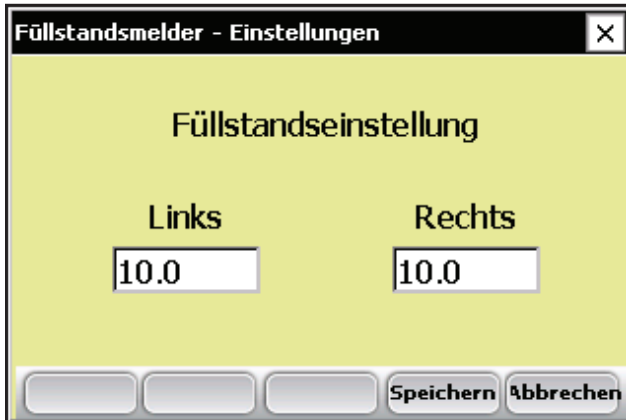 Füllstandsmelder - Einstellungen
Füllstandseinstellung
Links Rechts
10.0 10.0
Speichern Abbrechen